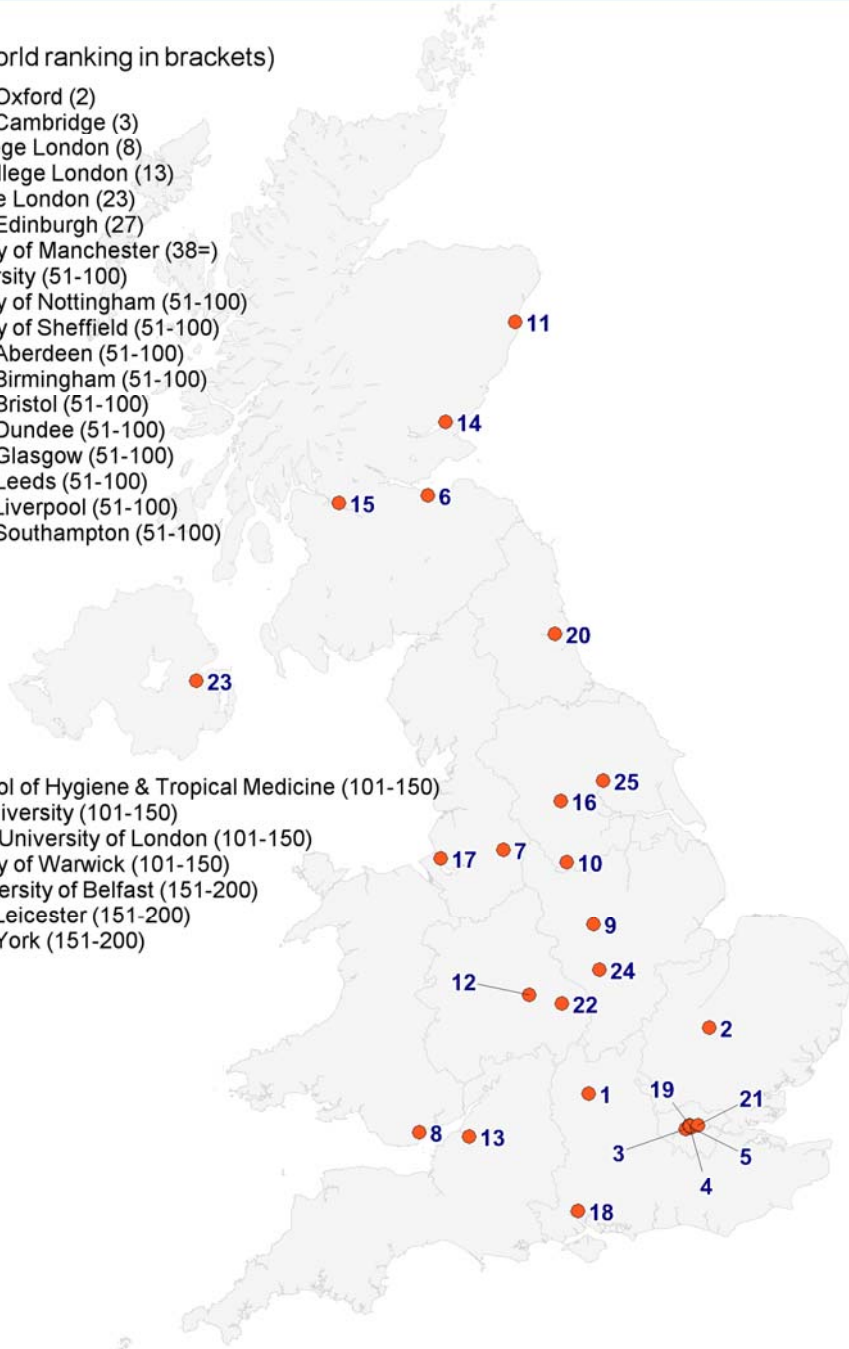 orld ranking in brackets)
Oxford (2)
Cambridge (3)
ge London (8)
llege London (13)
e London (23)
Edinburgh (27)
y of Manchester (38=)
rsity (51-100)
y of Nottingham (51-100)
y of Sheffield (51-100)
Aberdeen (51-100)
Birmingham (51-100)
Bristol (51-100)
Dundee (51-100)
Glasgow (51-100)
Leeds (51-100)
Liverpool (51-100)
Southampton (51-100)
11
14
15
6
20
23
ol of Hygiene & Tropical Medicine (101-150)
iversity (101-150)
University of London (101-150)
y of Warwick (101-150)
ersity of Belfast (151-200)
Leicester (151-200)
York (151-200)
25
16
7
17
10
9
24
12
22
2
1
19
21
8
13
3
5
4
18